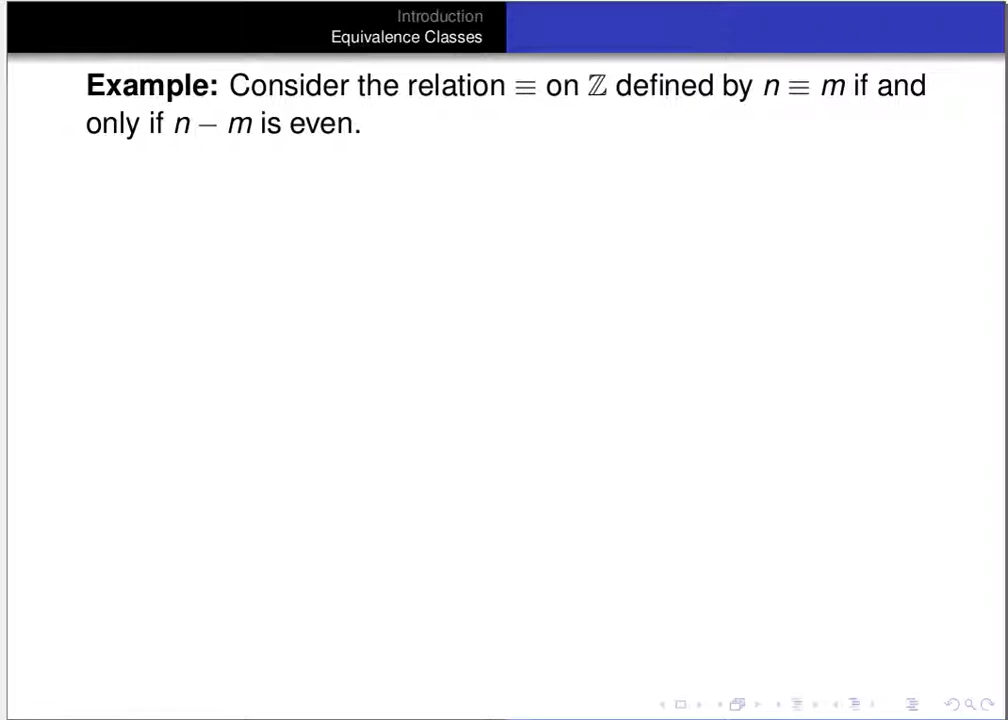 Introduction
Equivalence Classes
Example: Consider the relation ≡ on ℤ defined by n ≡ m if and
only if n − m is even.